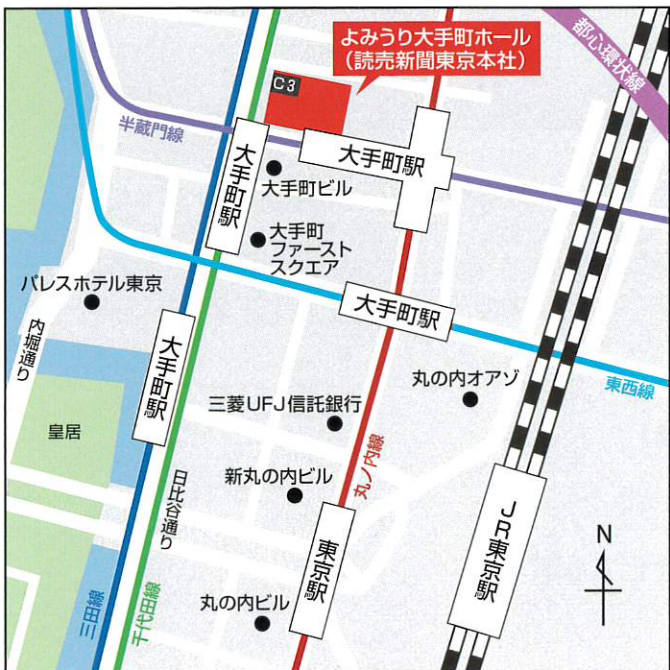 よみうり大手町ホール
（読売新聞東京本社）
都心環状線
C3
半蔵門線
大手町駅
大手町駅
大手町ビル
大手町
ファースト
スクエア
パレスホテル東京
大手町駅
内堀通り
大手町駅
東西線
丸の内オアゾ
三菱UFJ信託銀行
皇居
丸ノ内線
新丸の内ビル
日比谷通り
JR東京駅
N
東京駅
丸の内ビル
三田線
千代田線